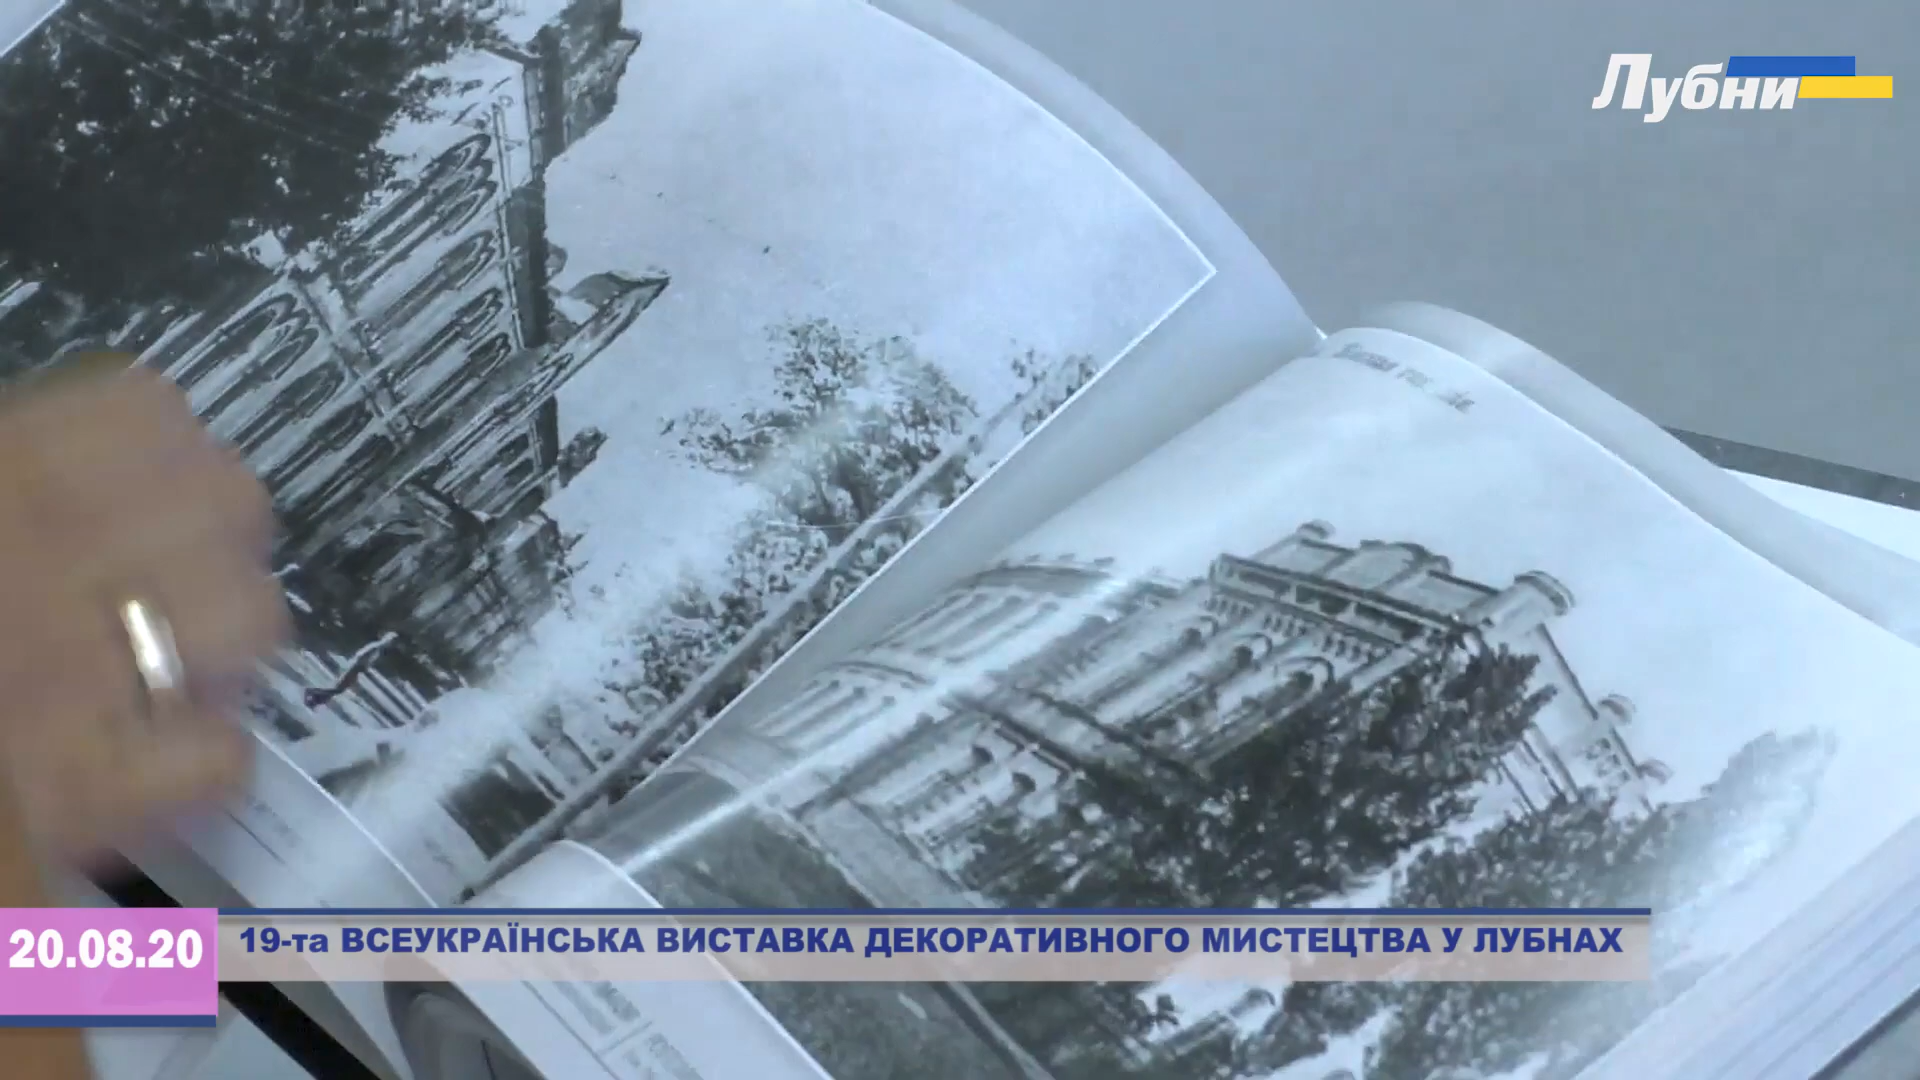 Лубни
20.08.20
19-та ВСЕУКРАЇНСЬКА ВИСТАВКА ДЕКОРАТИВНОГО МИСТЕЦТВА У ЛУБНАХ